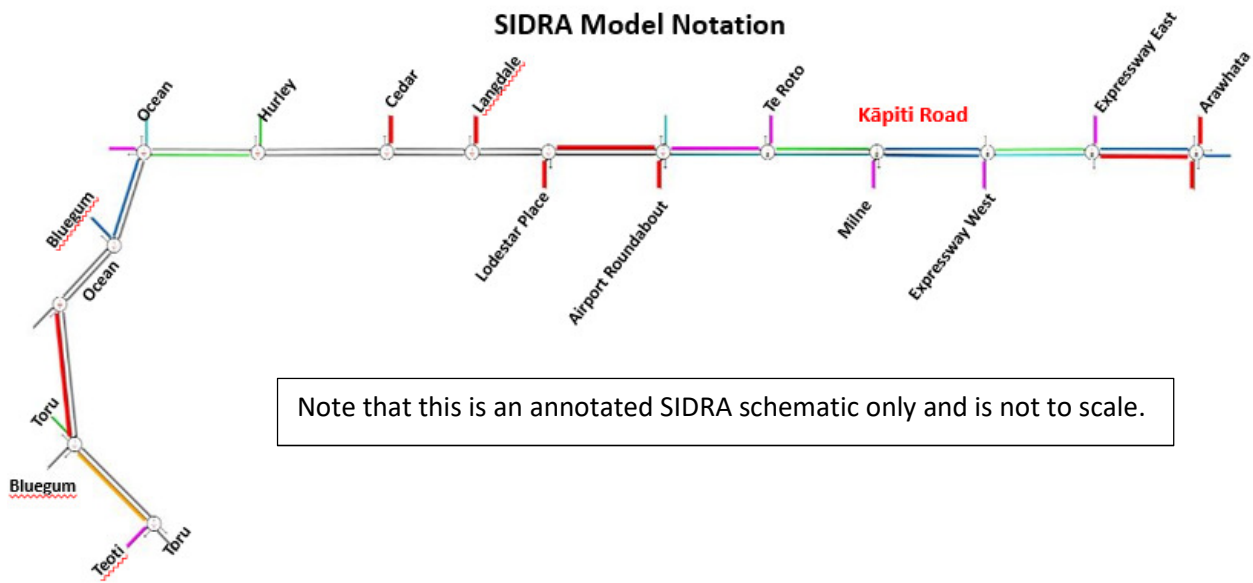 SIDRA Model Notation
Ocean
Hurley
Cedar
Langdale
Te Roto
Kāpiti Road
Expressway East
Arawhata
Bluegum
Ocean
Lodestar Place
Airport Roundabout
Milne
Expressway West
Note that this is an annotated SIDRA schematic only and is not to scale.
Toru
Bluegum
Teoti
Toru